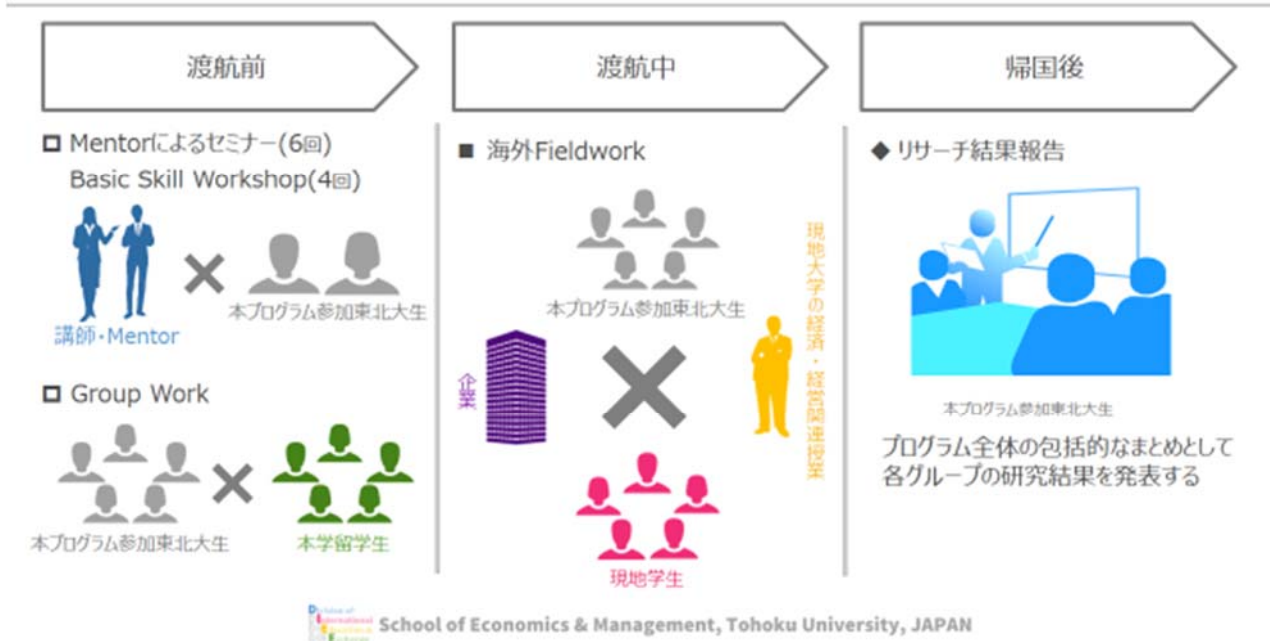 渡航前
渡航中
帰国後
Mentorによるセミナー(6回)
Basic Skill Workshop(4回)
講師・Mentor
本プログラム参加東北大生
Group Work
本プログラム参加東北大生
本学留学生
海外Fieldwork
本プログラム参加東北大生
企業
現地大学の経済・経営関連授業
現地学生
リサーチ結果報告
本プログラム参加東北大生
プログラム全体の包括的なまとめとして
各グループの研究結果を発表する
Division of
International
School of Economics & Management, Tohoku University, JAPAN